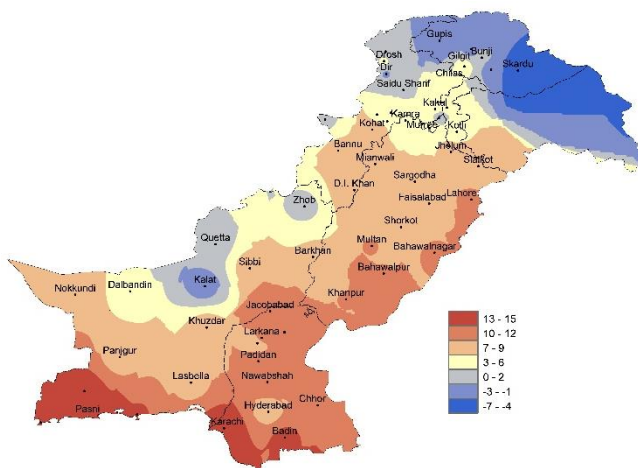 Gupis
Drosh
Gilgit
Bunji
Dir
Chilas
Skardu
Saidu Sharif
Kakul
Kamra
Murree
Kohat
Kotli
Bannu
Jhelum
Mianwali
Sialkot
Sargodha
D.I. Khan
Faisalabad
Lahore
Zhob
Shorkot
Quetta
Multan
Barkhan
Bahawalnagar
Sibbi
Bahawalpur
Kalat
Nokkundi
Dalbandin
Khanpur
Jacobabad
Khuzdar
Larkana
Panjgur
Padidan
Lasbella
Nawabshah
Hyderabad
Chhor
Pasni
Karachi
Badin
13 - 15
10 - 12
7 - 9
3 - 6
0 - 2
-3 - -1
-7 - -4